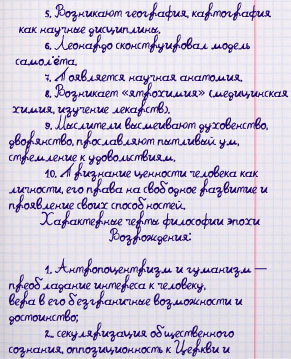 5. Возникают география, картография
как научные дисциплины.
6. Леонардо сконструировал модель
самолёта.
7. Появляется научная анатомия.
8. Возникает «ятрохимия» (медицинская
химия, изучение лекарств).
9. Мыслители высмеивают духовенство,
дворянство, прославляют пытливый ум,
стремление к удовольствиям.
10. Признание ценности человека как
личности, его права на свободное развитие и
проявление своих способностей.
Характерные черты философии эпохи
Возрождения:
1. Антропоцентризм и гуманизм —
преобладание интереса к человеку,
вера в его безграничные возможности и
достоинство;
2. секуляризация общественного
сознания, оппозиционность к Церкви и